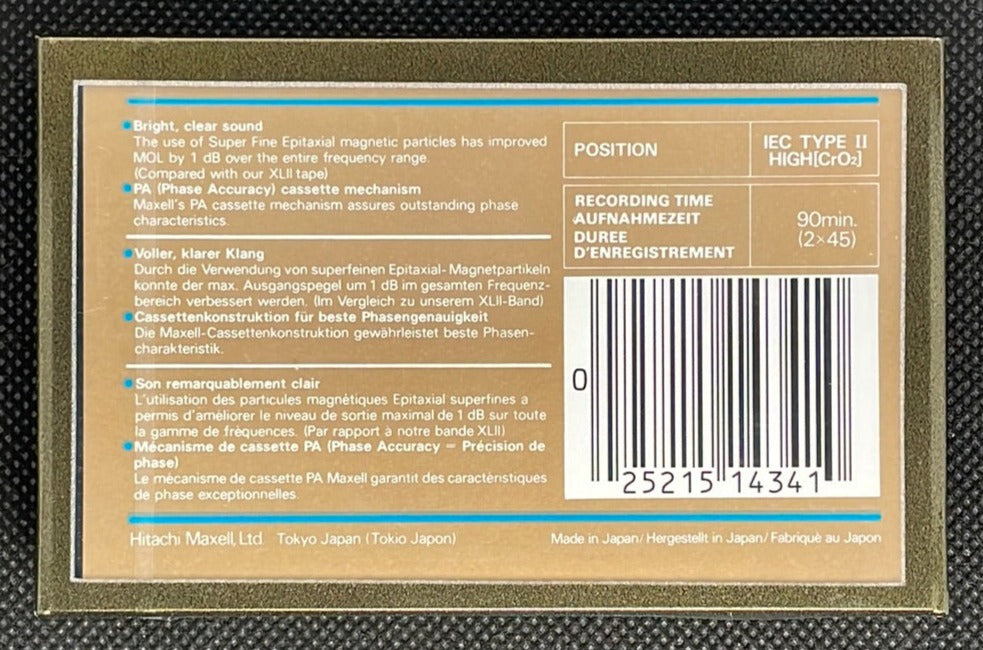 Bright, clear sound
The use of Super Fine Epitaxial magnetic particles has improved
MOL by 1 dB over the entire frequency range.
(Compared with our XLII tape)
PA (Phase Accuracy) cassette mechanism
Maxell's PA cassette mechanism assures outstanding phase
characteristics.
Voller, klarer Klang
Durch die Verwendung von superfeinen Epitaxial-Magnetpartikeln
konnte der max. Ausgangspegel um 1 dB im gesamten Frequenz-
bereich verbessert werden. (Im Vergleich zu unserem XLII-Band)
Cassettenkonstruktion für beste Phasengenauigkeit
Die Maxell-Cassettenkonstruktion gewährleistet beste Phasen-
charakteristik.
Son remarquablement clair
L'utilisation des particules magnétiques Epitaxial superfines a
permis d'améliorer le niveau de sortie maximal de 1 dB sur toute
la gamme de fréquences. (Par rapport à notre bande XLII)
Mécanisme de cassette PA (Phase Accuracy = Précision de
phase)
Le mécanisme de cassette PA Maxell garantit des caractéristiques
de phase exceptionnelles.
POSITION
IEC TYPE II
HIGH[CrO₂]
RECORDING TIME
AUFNAHMEZEIT
DUREE
D'ENREGISTREMENT
90min.
(2×45)
0 25215 14341
Hitachi Maxell, Ltd. Tokyo Japan (Tokio Japon)
Made in Japan/Hergestellt in Japan/Fabriqué au Japon